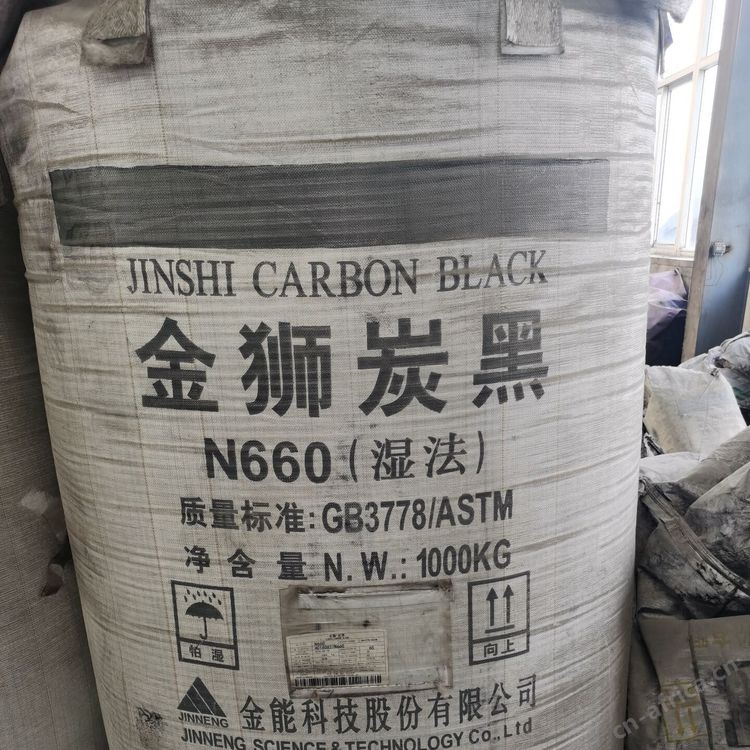 JINSHI CARBON BLACK
金狮炭黑
N660(湿法)
质量标准:GB3778/ASTM
净含量 N.W.:1000KG
怕湿
向上
JINNENG
金能科技股份有限公司
JINNENG SCIENCE & TECHNOLOGY Co.,Ltd